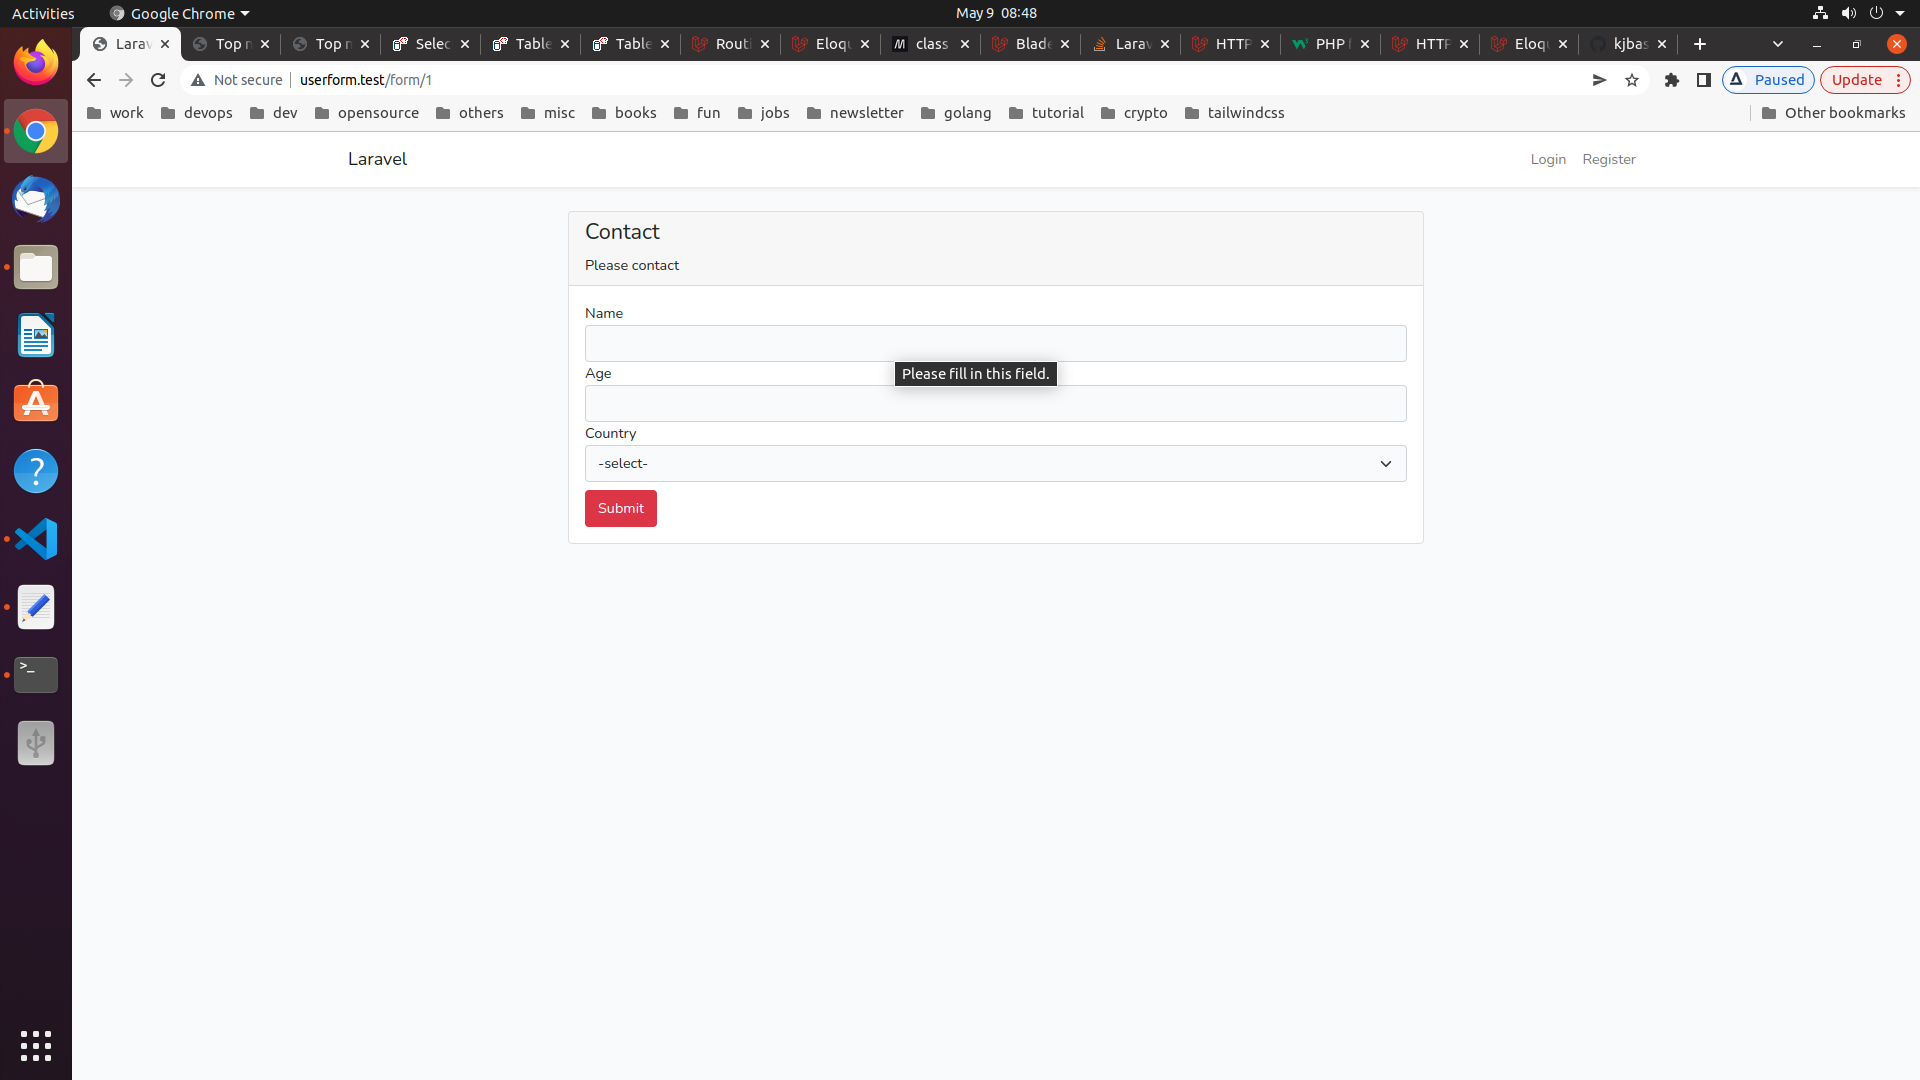 Activities Google Chrome May 9 08:48
Larav Top n Top n Selec Table Table Routi Eloqu class Blade Larav HTTP PHP HTTP Eloqu kjbas
Not secure userform.test/form/1 Paused Update
work devops dev opensource others misc books fun jobs newsletter golang tutorial crypto tailwindcss Other bookmarks
Laravel Login Register
Contact
Please contact
Name
Please fill in this field.
Age
Country
-select-
Submit